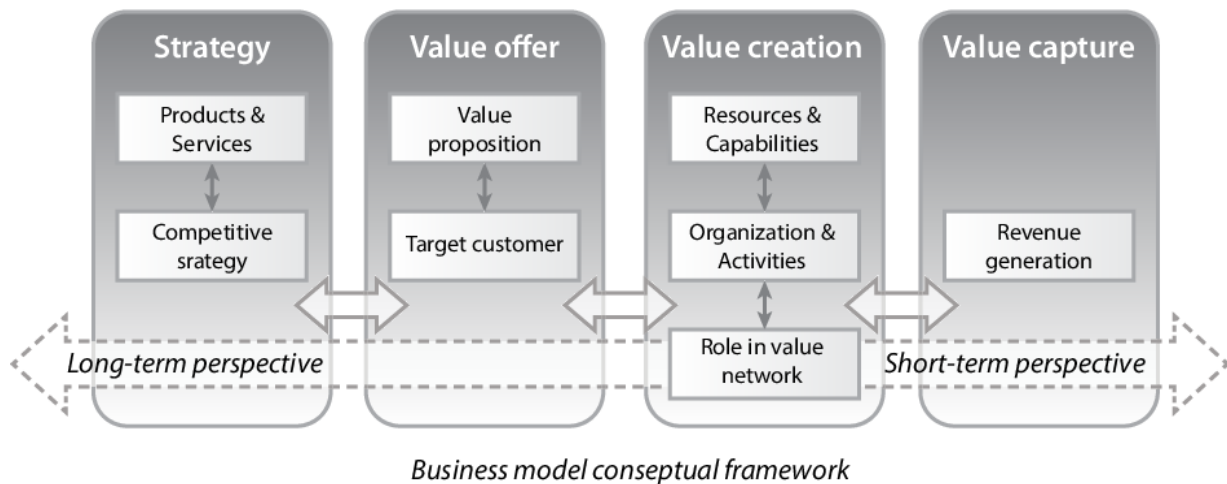 Strategy
Products &
Services
Competitive
srategy
Value offer
Value
proposition
Target customer
Value creation
Resources &
Capabilities
Organization &
Activities
Role in value
network
Value capture
Revenue
generation
Long-term perspective
Short-term perspective
Business model conseptual framework